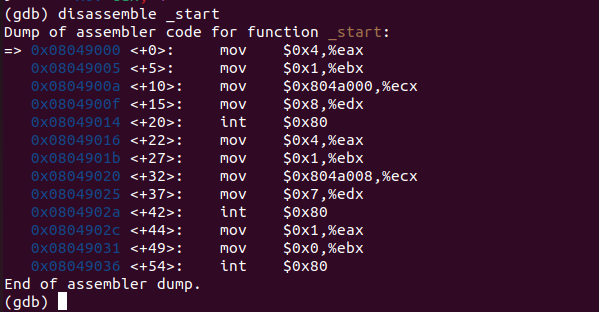 (gdb) disassemble _start
Dump of assembler code for function _start:
=> 0x08049000 <+0>:     mov    $0x4,%eax
   0x08049005 <+5>:     mov    $0x1,%ebx
   0x0804900a <+10>:    mov    $0x804a000,%ecx
   0x0804900f <+15>:    mov    $0x8,%edx
   0x08049014 <+20>:    int    $0x80
   0x08049016 <+22>:    mov    $0x4,%eax
   0x0804901b <+27>:    mov    $0x1,%ebx
   0x08049020 <+32>:    mov    $0x804a008,%ecx
   0x08049025 <+37>:    mov    $0x7,%edx
   0x0804902a <+42>:    int    $0x80
   0x0804902c <+44>:    mov    $0x1,%eax
   0x08049031 <+49>:    mov    $0x0,%ebx
   0x08049036 <+54>:    int    $0x80
End of assembler dump.
(gdb)